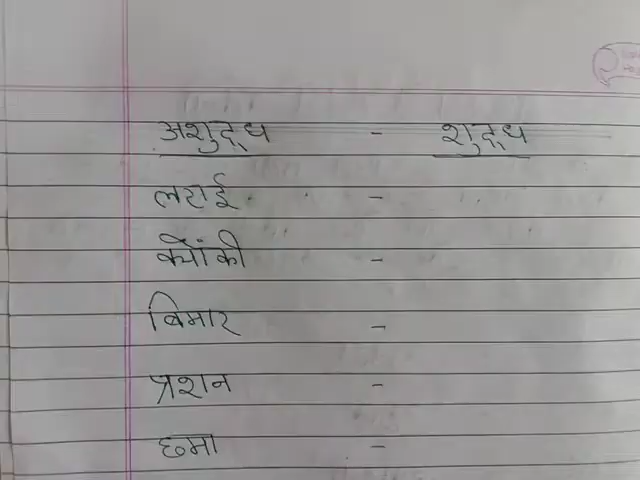 अशुद्ध - शुद्ध
लराई -
क्योंकी -
बिमार -
प्रशन -
छमा -